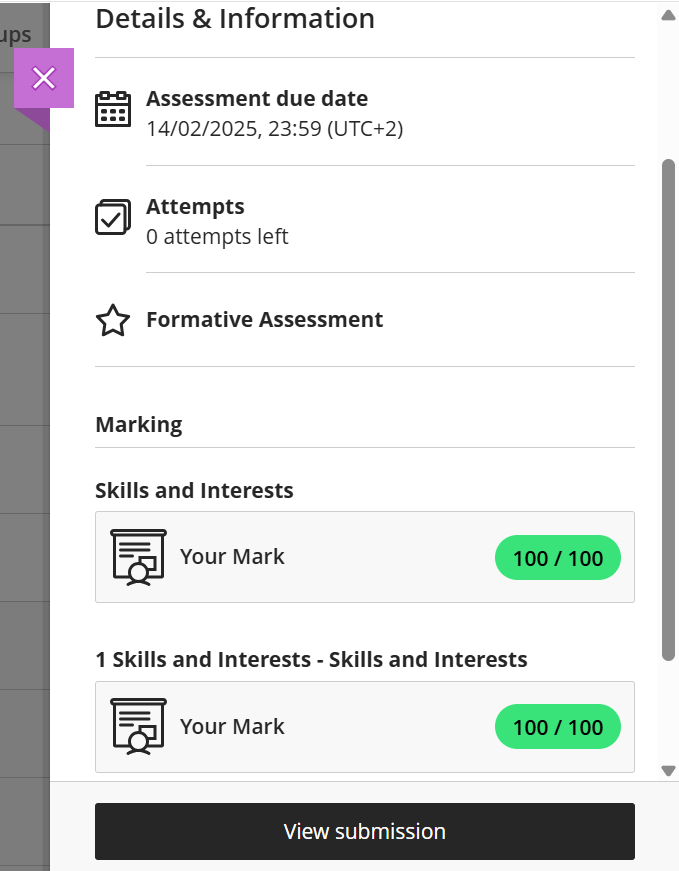 Details & Information
ups
Assessment due date
14/02/2025, 23:59 (UTC+2)
Attempts
0 attempts left
Formative Assessment
Marking
Skills and Interests
Your Mark
100 / 100
1 Skills and Interests - Skills and Interests
Your Mark
100 / 100
View submission